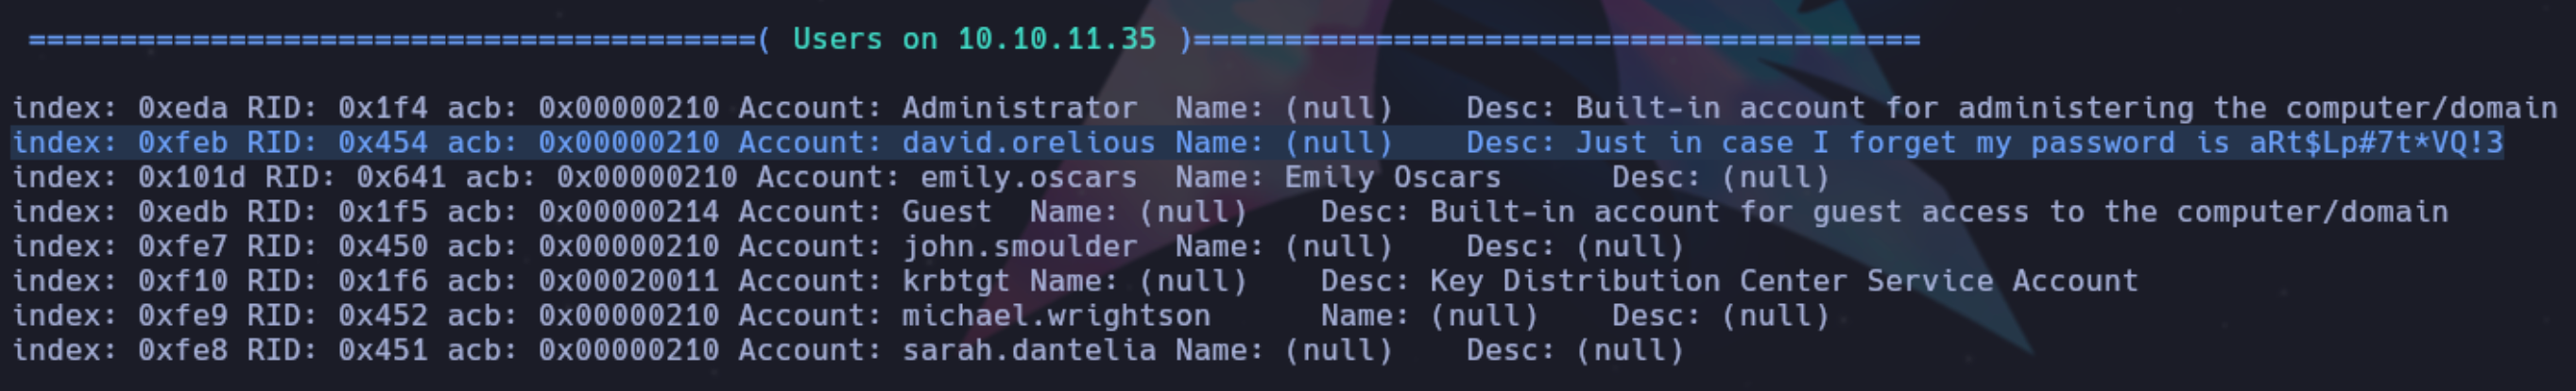 ========================================( Users on 10.10.11.35 )========================================
index: 0xeda RID: 0x1f4 acb: 0x00000210 Account: Administrator  Name: (null)    Desc: Built-in account for administering the computer/domain
index: 0xfeb RID: 0x454 acb: 0x00000210 Account: david.orelious Name: (null)    Desc: Just in case I forget my password is aRt$Lp#7t*VQ!3
index: 0x101d RID: 0x641 acb: 0x00000210 Account: emily.oscars  Name: Emily Oscars      Desc: (null)
index: 0xedb RID: 0x1f5 acb: 0x00000214 Account: Guest  Name: (null)    Desc: Built-in account for guest access to the computer/domain
index: 0xfe7 RID: 0x450 acb: 0x00000210 Account: john.smoulder  Name: (null)    Desc: (null)
index: 0xf10 RID: 0x1f6 acb: 0x00020011 Account: krbtgt Name: (null)    Desc: Key Distribution Center Service Account
index: 0xfe9 RID: 0x452 acb: 0x00000210 Account: michael.wrightson      Name: (null)    Desc: (null)
index: 0xfe8 RID: 0x451 acb: 0x00000210 Account: sarah.dantelia Name: (null)    Desc: (null)